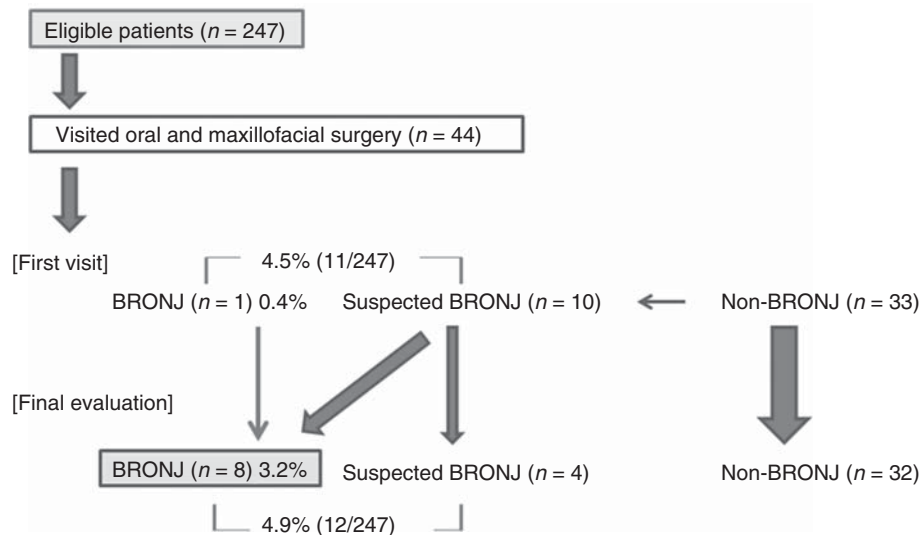 Eligible patients (n = 247)
Visited oral and maxillofacial surgery (n = 44)
[First visit]
4.5% (11/247)
BRONJ (n = 1) 0.4%
Suspected BRONJ (n = 10)
Non-BRONJ (n = 33)
[Final evaluation]
BRONJ (n = 8) 3.2%
Suspected BRONJ (n = 4)
Non-BRONJ (n = 32)
4.9% (12/247)